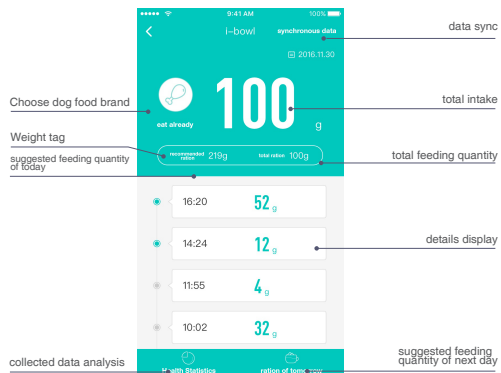 9:41 AM
100%
i-bowl
synchronous data
data sync
2016.11.30
Choose dog food brand
eat already
100
g
total intake
Weight tag
recommended
ration
219g
total ration
100g
total feeding quantity
suggested feeding quantity
of today
16:20
52 g
14:24
12 g
details display
11:55
4 g
10:02
32 g
collected data analysis
Health Statistics
ration of tomorrow
suggested feeding
quantity of next day